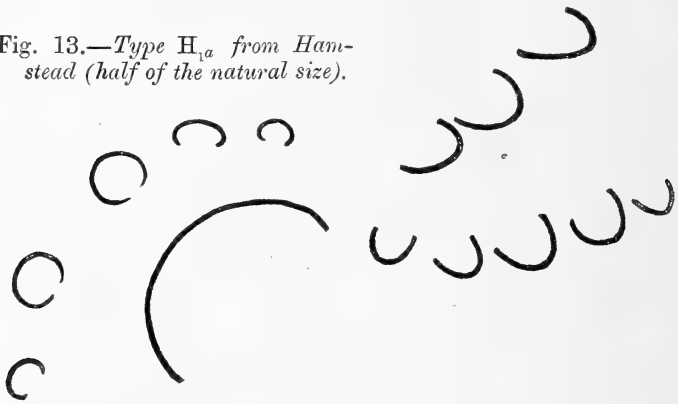 Fig. 13.—Type H₁a from Ham-
stead (half of the natural size).